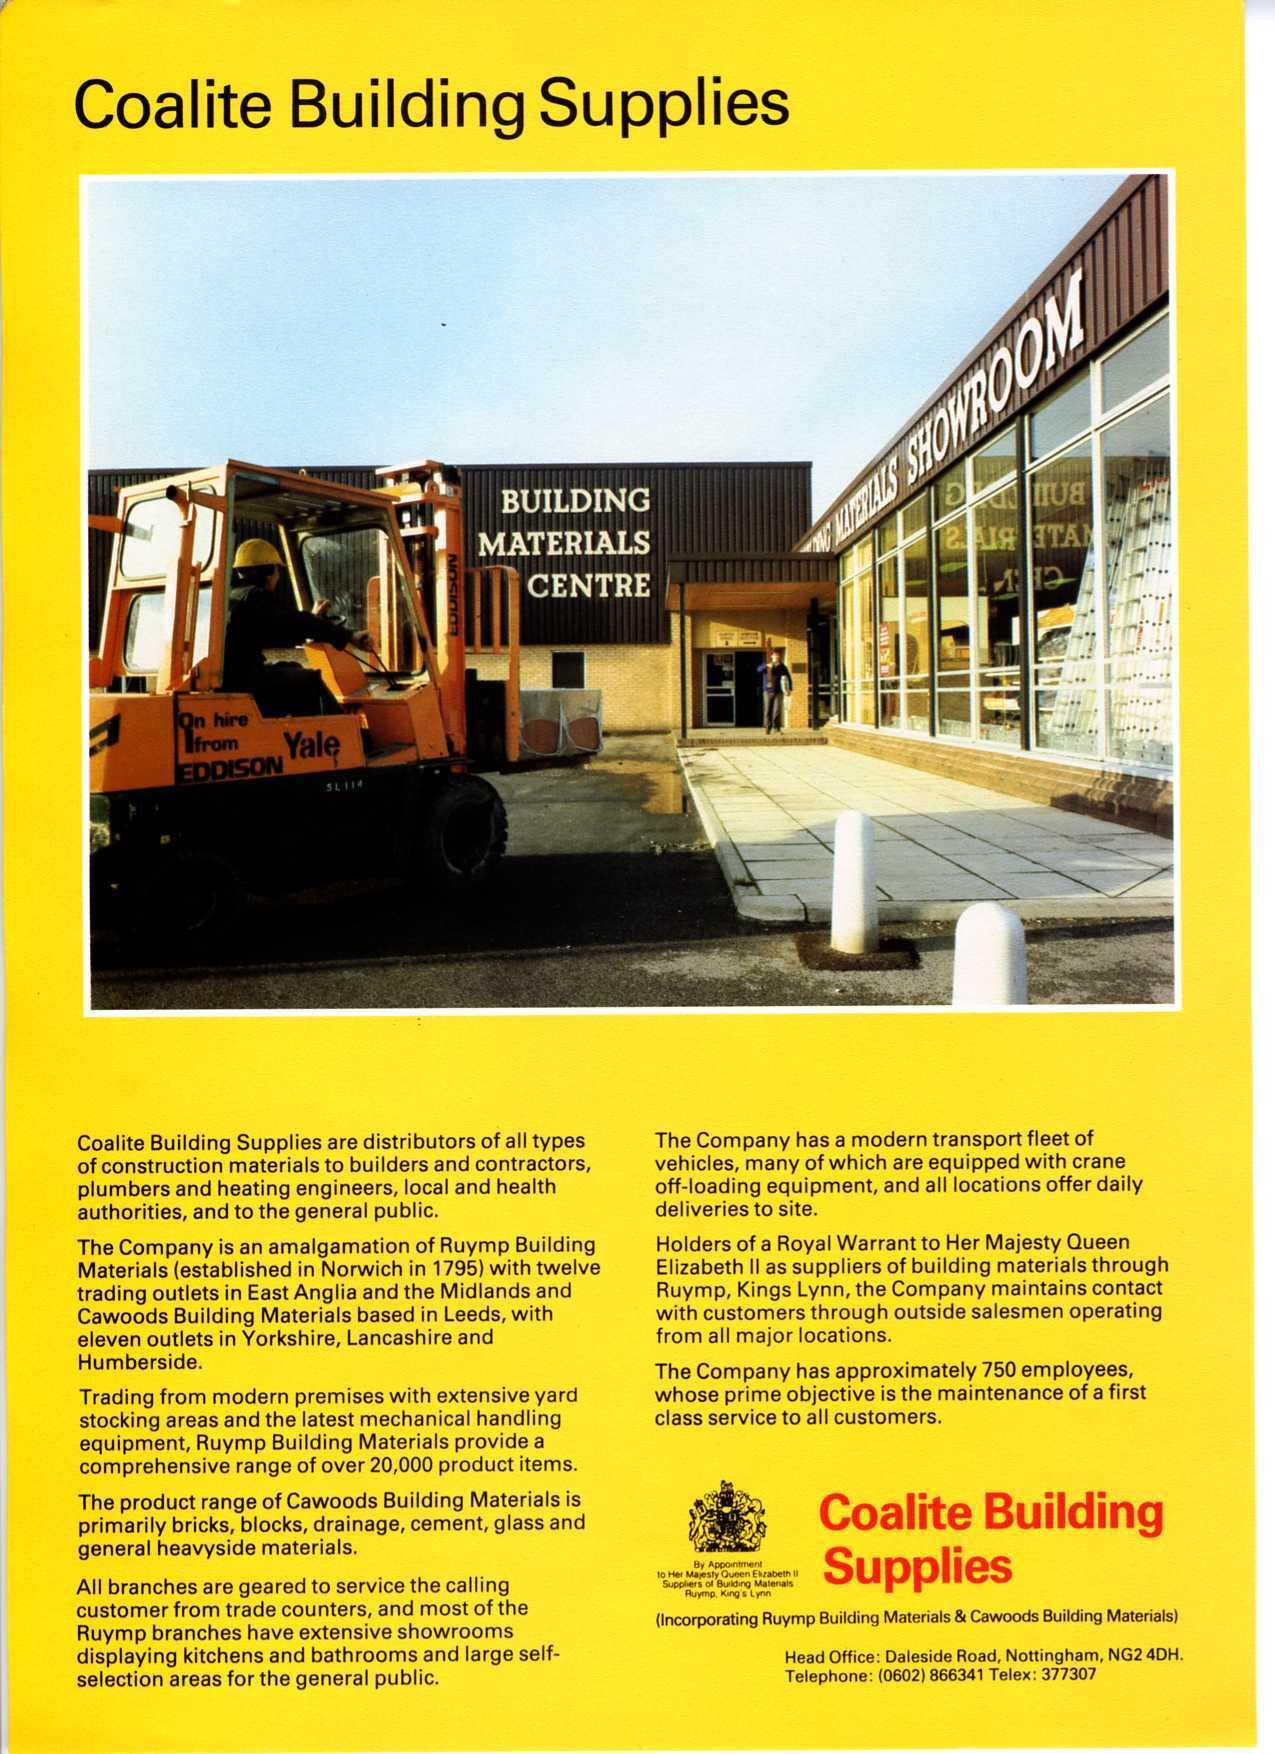 Coalite Building Supplies
BUILDING
MATERIALS
CENTRE
MATERIALS SHOWROOM
EDDISON
On hire
from
EDDISON
Yale
SL114
Coalite Building Supplies are distributors of all types
of construction materials to builders and contractors,
plumbers and heating engineers, local and health
authorities, and to the general public.
The Company is an amalgamation of Ruymp Building
Materials (established in Norwich in 1795) with twelve
trading outlets in East Anglia and the Midlands and
Cawoods Building Materials based in Leeds, with
eleven outlets in Yorkshire, Lancashire and
Humberside.
Trading from modern premises with extensive yard
stocking areas and the latest mechanical handling
equipment, Ruymp Building Materials provide a
comprehensive range of over 20,000 product items.
The product range of Cawoods Building Materials is
primarily bricks, blocks, drainage, cement, glass and
general heavyside materials.
All branches are geared to service the calling
customer from trade counters, and most of the
Ruymp branches have extensive showrooms
displaying kitchens and bathrooms and large self-
selection areas for the general public.
The Company has a modern transport fleet of
vehicles, many of which are equipped with crane
off-loading equipment, and all locations offer daily
deliveries to site.
Holders of a Royal Warrant to Her Majesty Queen
Elizabeth II as suppliers of building materials through
Ruymp, Kings Lynn, the Company maintains contact
with customers through outside salesmen operating
from all major locations.
The Company has approximately 750 employees,
whose prime objective is the maintenance of a first
class service to all customers.
By Appointment
to Her Majesty Queen Elizabeth II
Suppliers of Building Materials
Ruymp, King's Lynn
Coalite Building
Supplies
(Incorporating Ruymp Building Materials & Cawoods Building Materials)
Head Office: Daleside Road, Nottingham, NG2 4DH.
Telephone: (0602) 866341 Telex: 377307